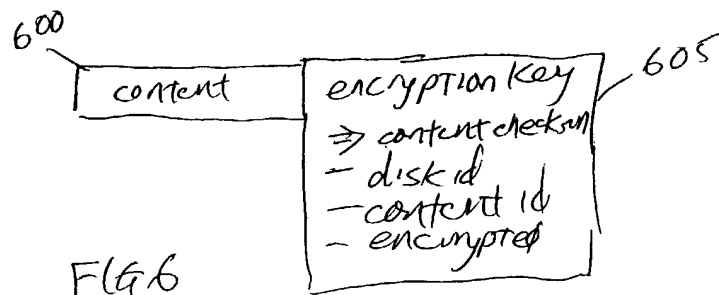 600
605
content
encryption key
⇒ content checksum
- disk id
- content id
- encrypted
FIG 6